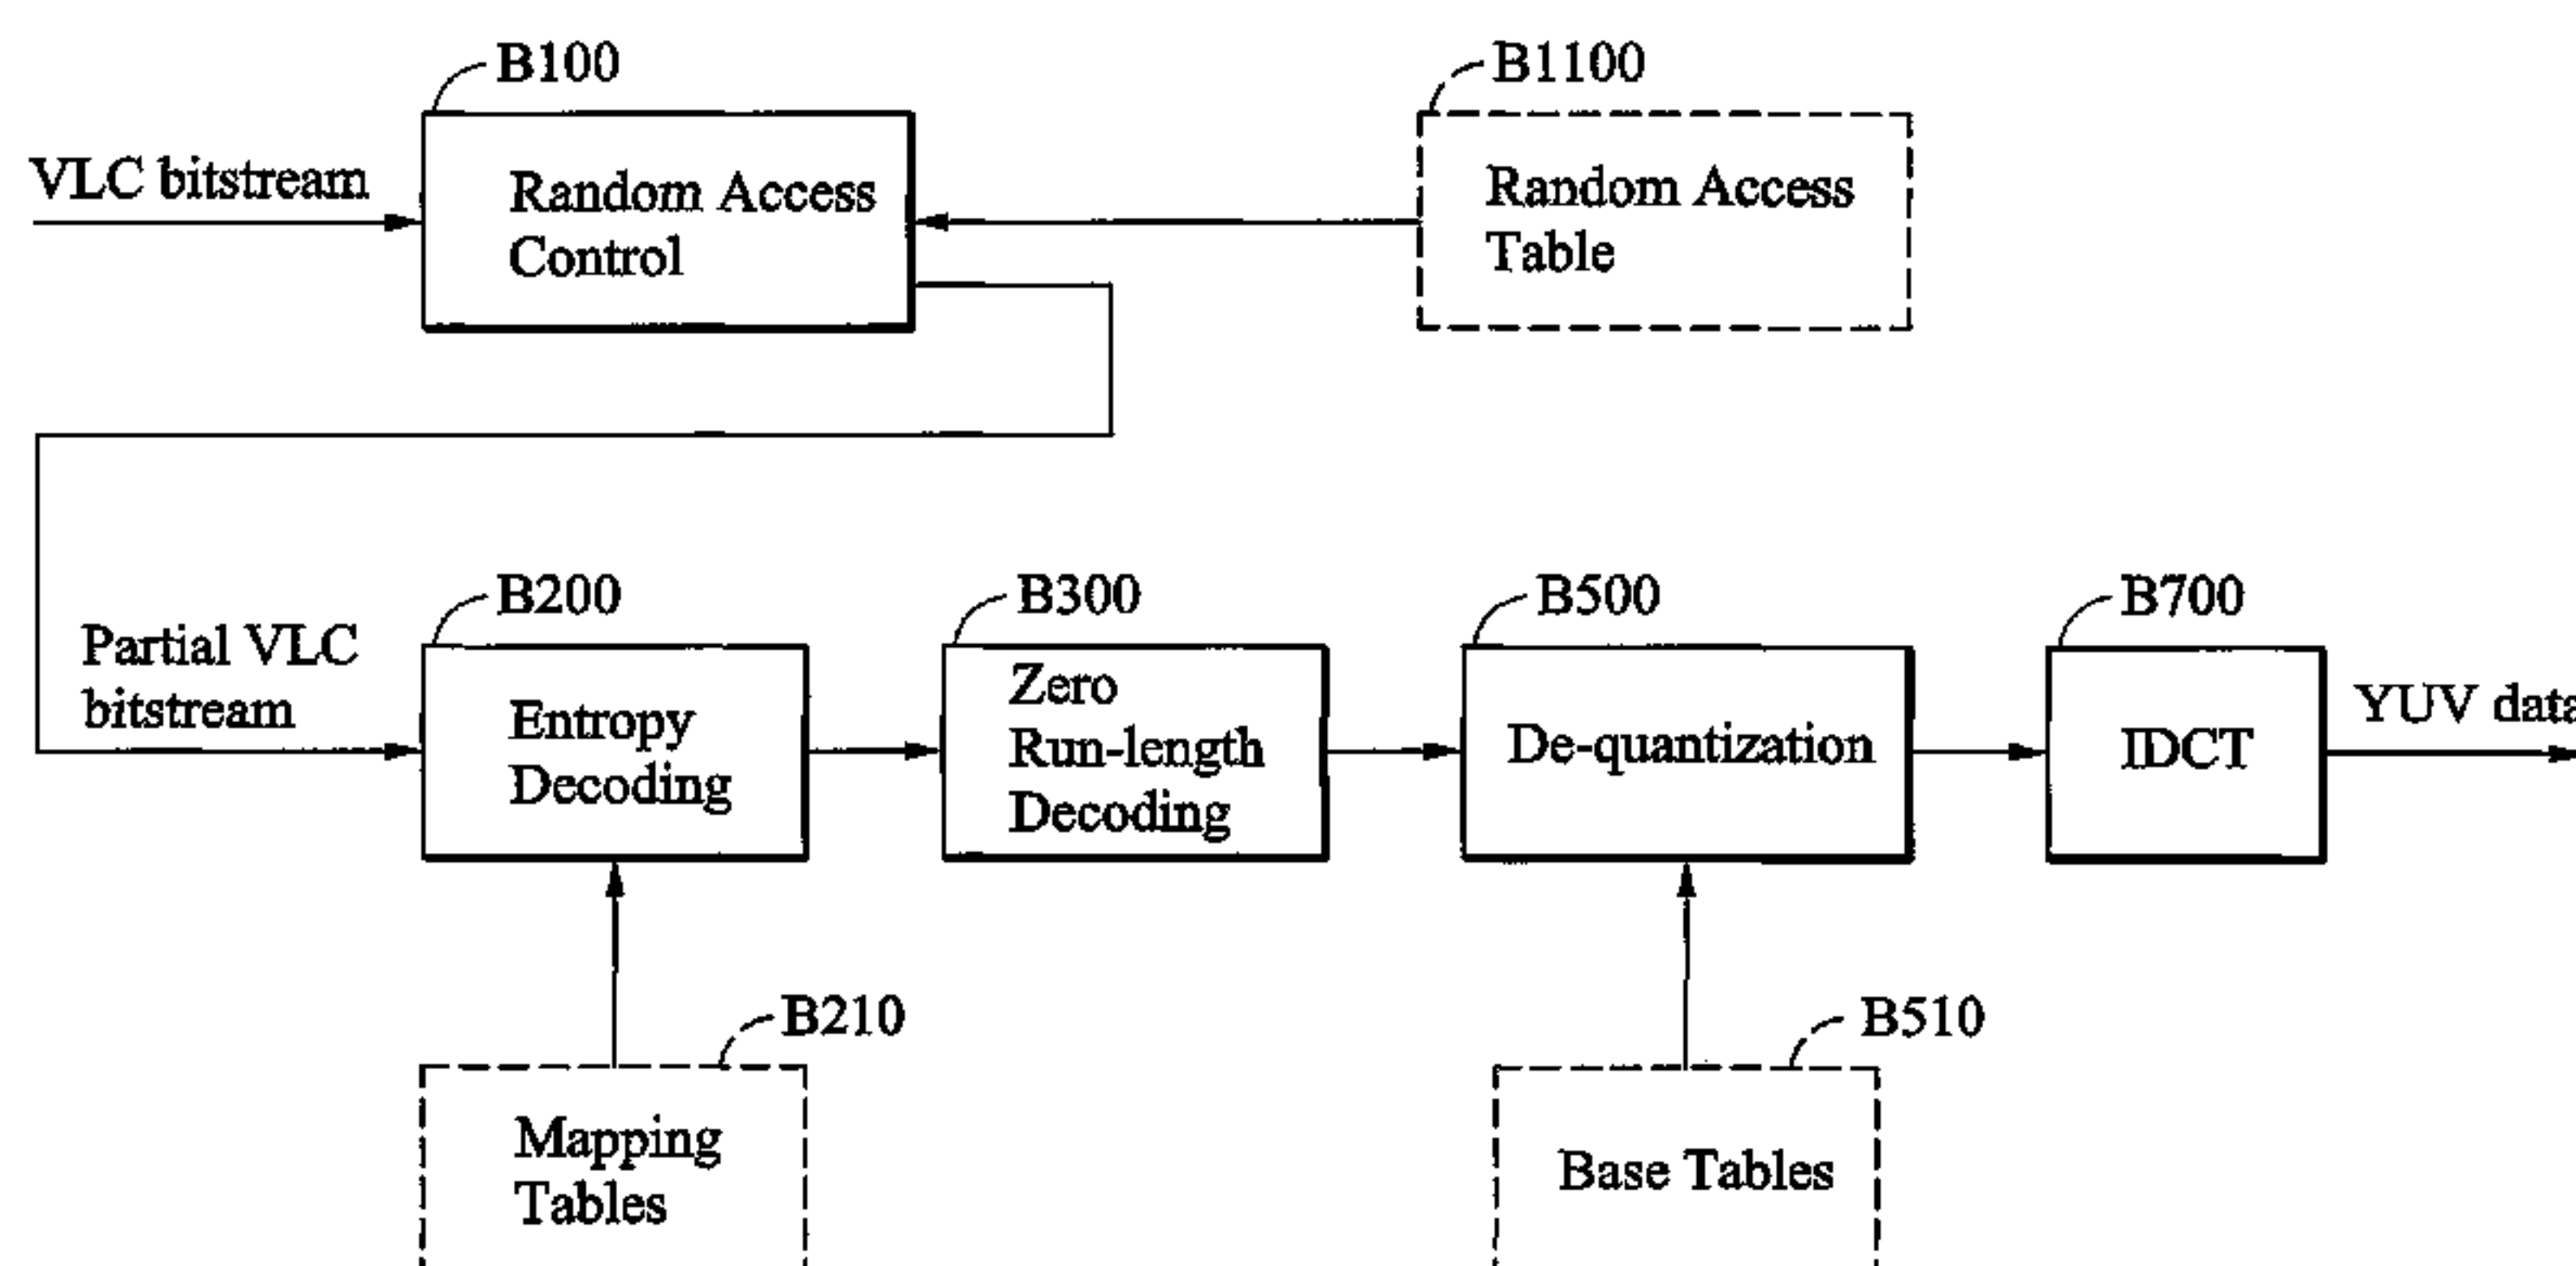 B100
B1100
VLC bitstream
Random Access
Control
Random Access
Table
B200
B300
B500
B700
Partial VLC
bitstream
Entropy
Decoding
Zero
Run-length
Decoding
De-quantization
IDCT
YUV data
B210
B510
Mapping
Tables
Base Tables